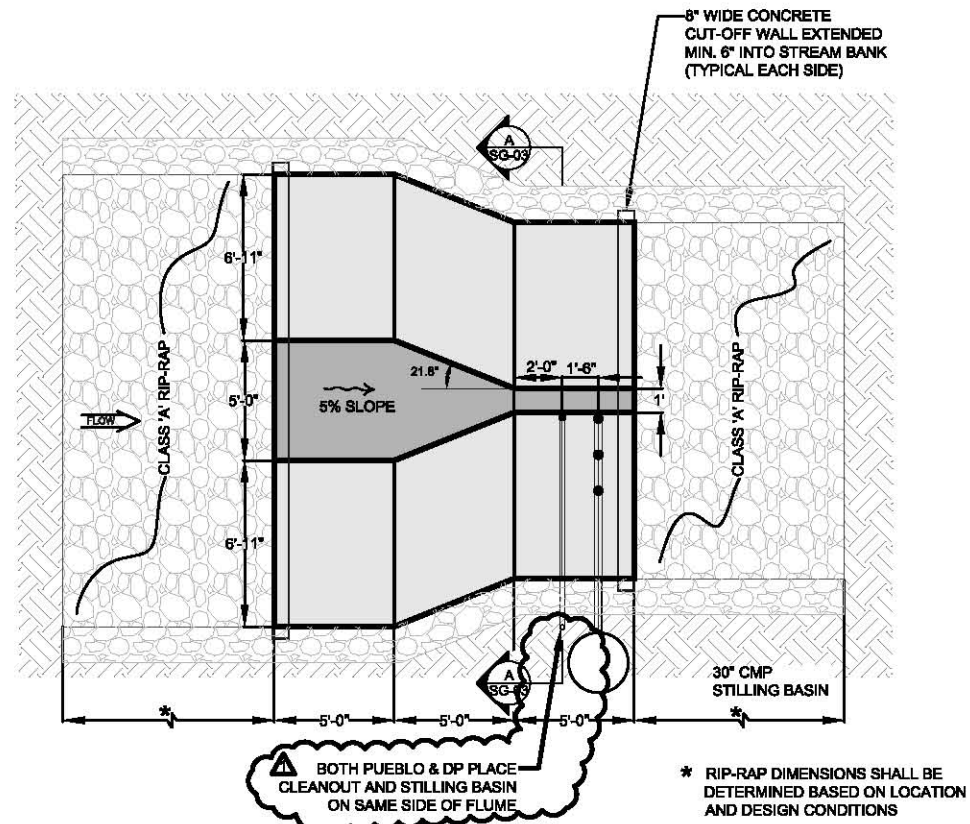 8" WIDE CONCRETE
CUT-OFF WALL EXTENDED
MIN. 6" INTO STREAM BANK
(TYPICAL EACH SIDE)
A
SG-03
6'-11"
CLASS 'A' RIP-RAP
21.8°
2'-0"
1'-6"
1'
5'-0"
5% SLOPE
FLOW
CLASS 'A' RIP-RAP
6'-11"
A
SG-03
30" CMP
STILLING BASIN
*
5'-0"
5'-0"
5'-0"
*
1
BOTH PUEBLO & DP PLACE
CLEANOUT AND STILLING BASIN
ON SAME SIDE OF FLUME
* RIP-RAP DIMENSIONS SHALL BE
DETERMINED BASED ON LOCATION
AND DESIGN CONDITIONS